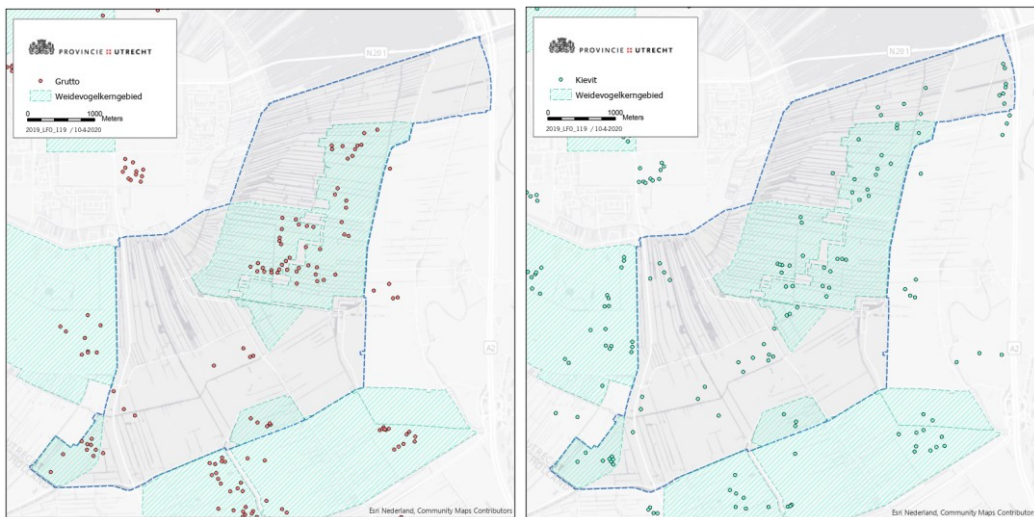 PROVINCIE UTRECHT
Grutto
Weidevogelkerngebied
0 1000
Meters
2019_LFO_119 / 10-4-2020
N201
Esri Nederland, Community Maps Contributors
PROVINCIE UTRECHT
Kievit
Weidevogelkerngebied
0 1000
Meters
2019_LFO_119 / 10-4-2020
N201
A2
A2
Esri Nederland, Community Maps Contributors